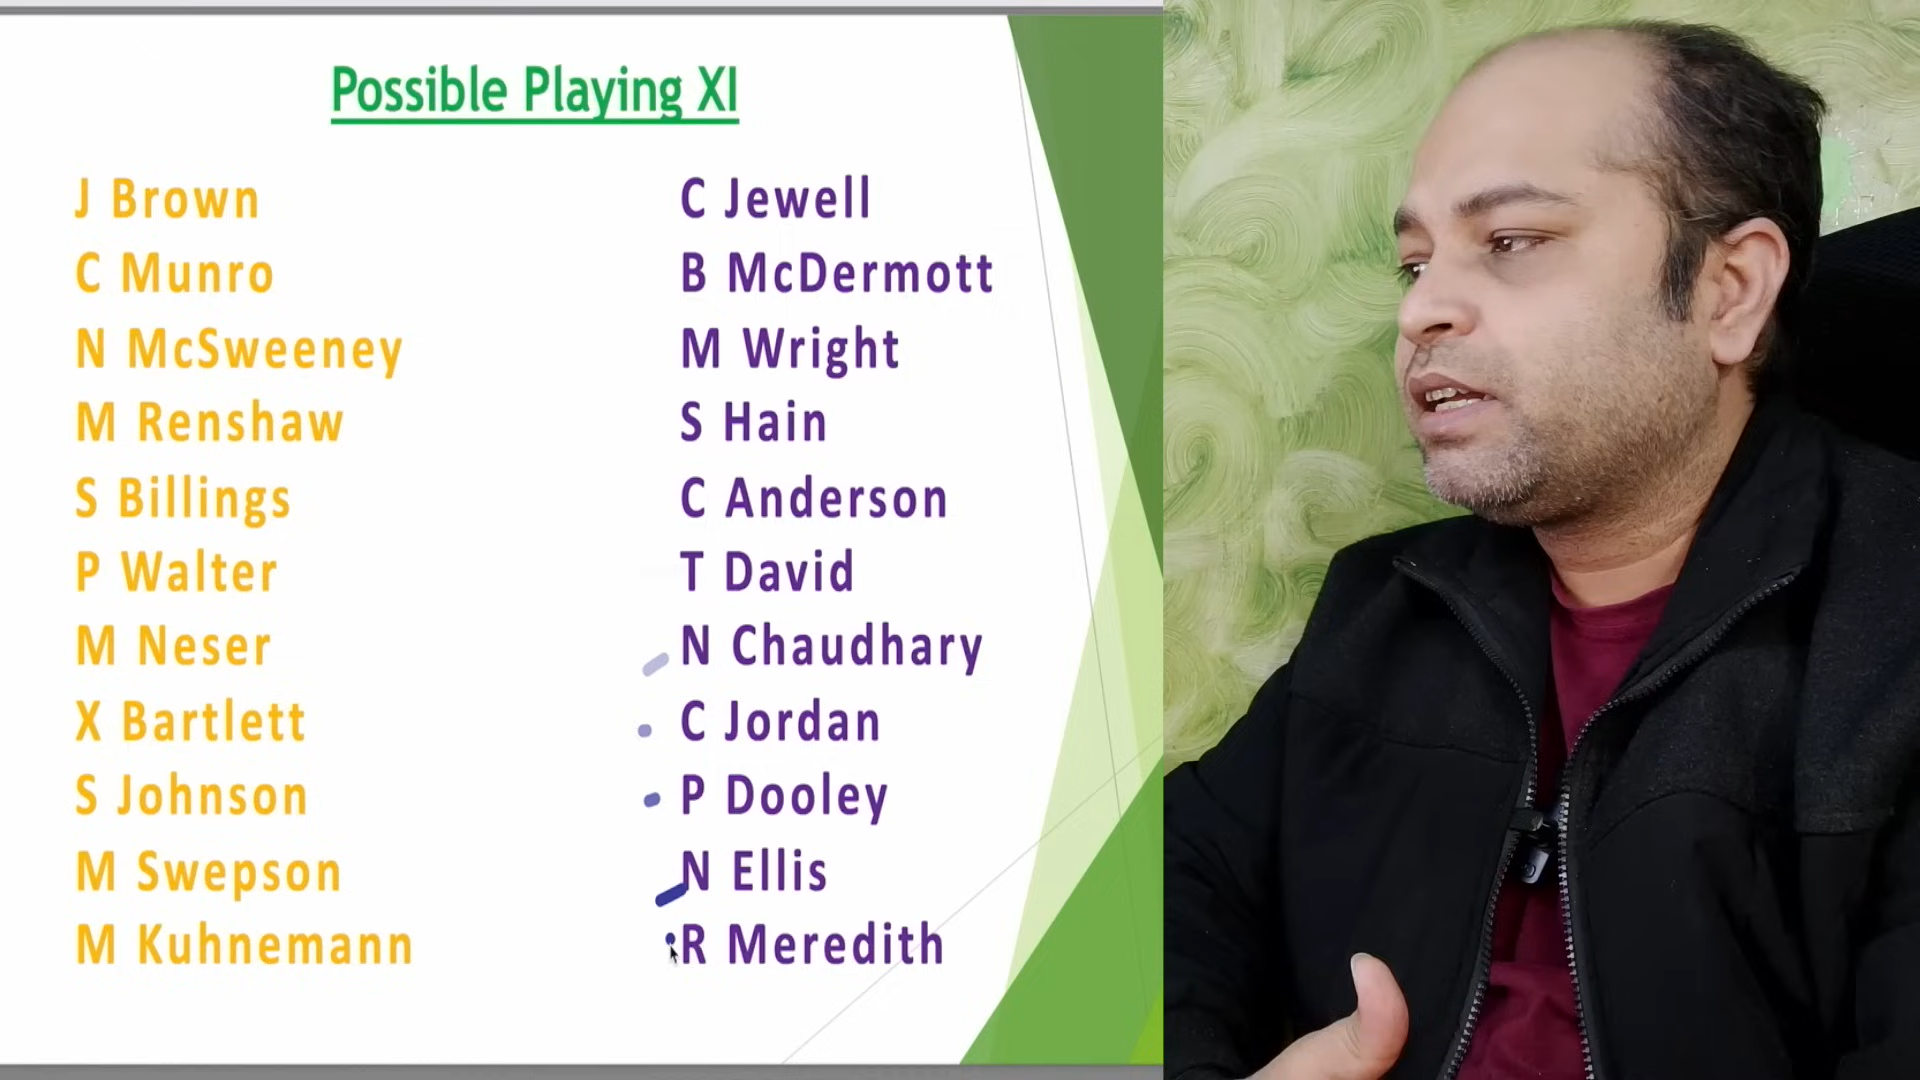 Possible Playing XI
J Brown
C Munro
N McSweeney
M Renshaw
S Billings
P Walter
M Neser
X Bartlett
S Johnson
M Swepson
M Kuhnemann
C Jewell
B McDermott
M Wright
S Hain
C Anderson
T David
N Chaudhary
C Jordan
P Dooley
N Ellis
R Meredith